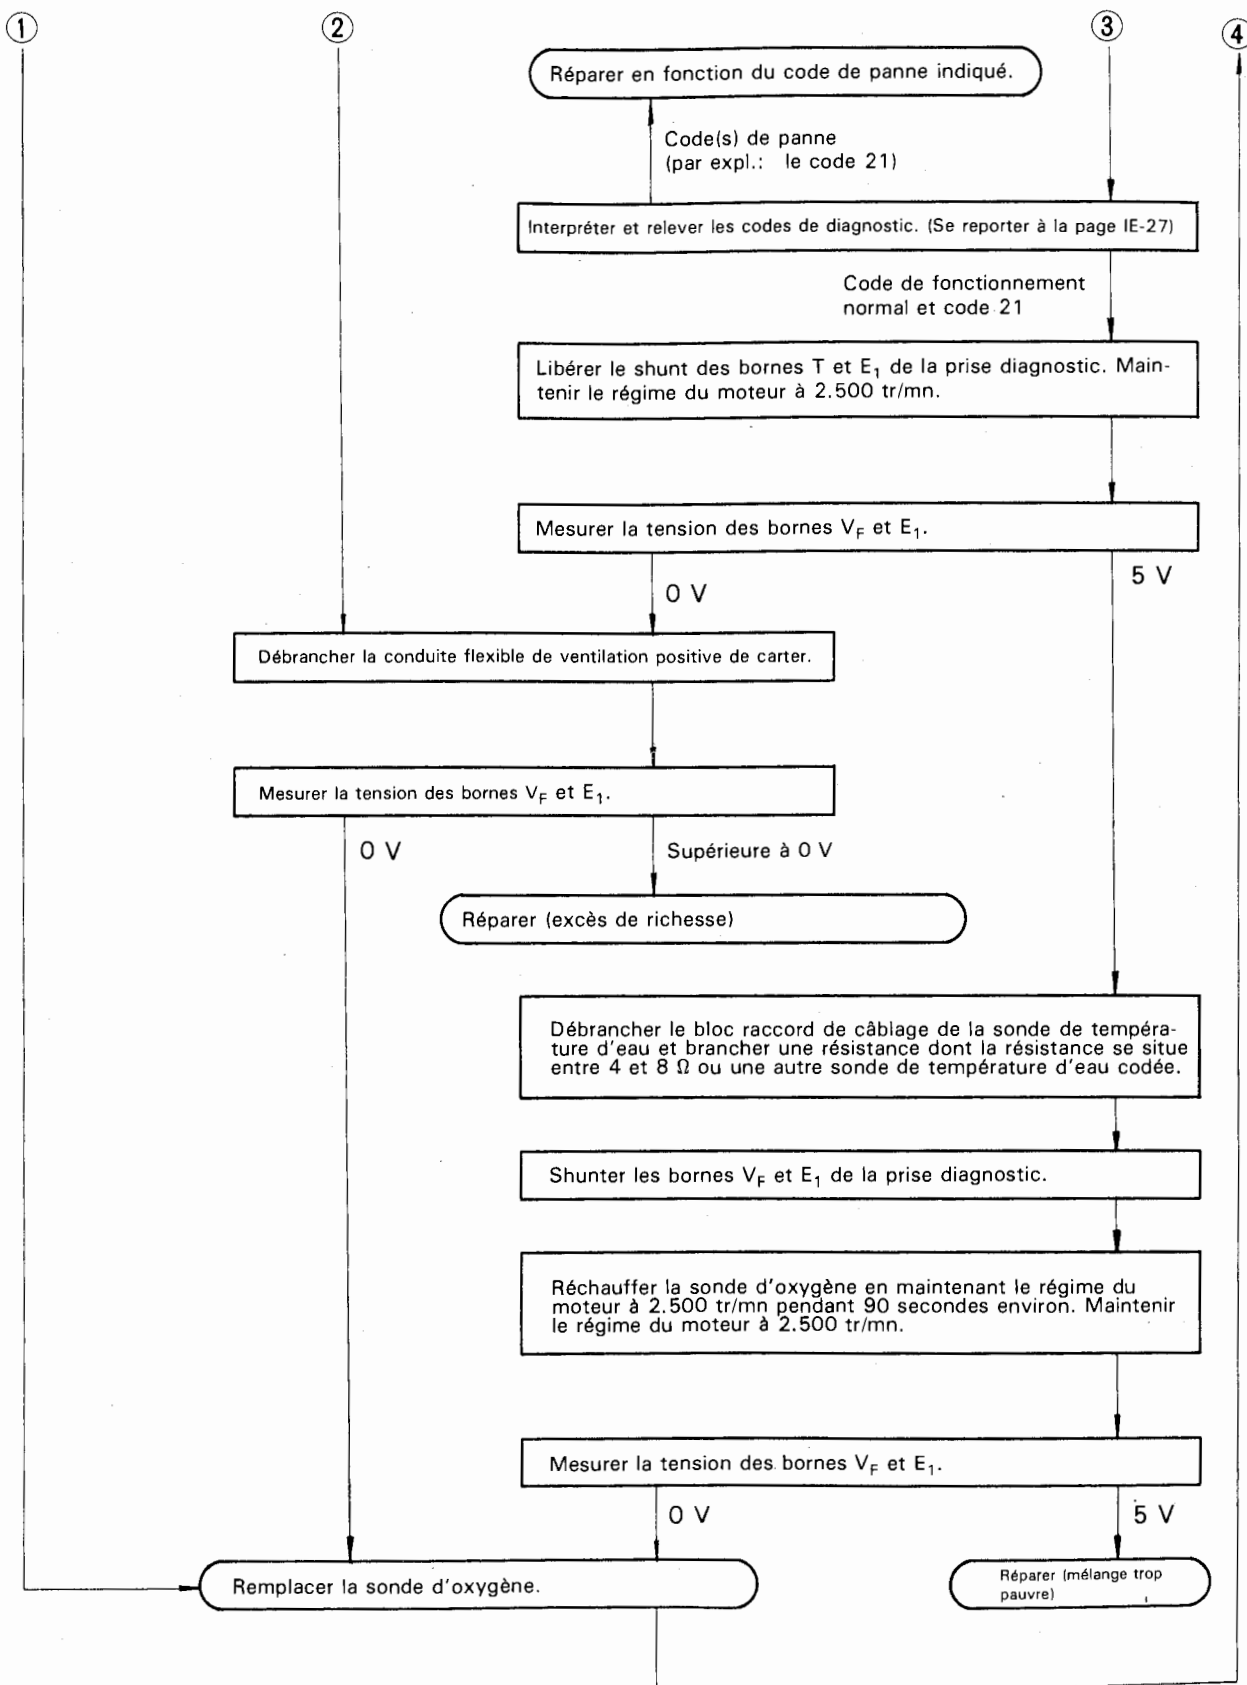 ① ② ③ ④
Réparer en fonction du code de panne indiqué.
Code(s) de panne
(par expl.: le code 21)
Interpréter et relever les codes de diagnostic. (Se reporter à la page IE-27)
Code de fonctionnement
normal et code 21
Libérer le shunt des bornes T et E₁ de la prise diagnostic. Main-
tenir le régime du moteur à 2.500 tr/mn.
Mesurer la tension des bornes V_F et E₁.
0 V
5 V
Débrancher la conduite flexible de ventilation positive de carter.
Mesurer la tension des bornes V_F et E₁.
0 V
Supérieure à 0 V
Réparer (excès de richesse)
Débrancher le bloc raccord de câblage de la sonde de tempéra-
ture d'eau et brancher une résistance dont la résistance se situe
entre 4 et 8 Ω ou une autre sonde de température d'eau codée.
Shunter les bornes V_F et E₁ de la prise diagnostic.
Réchauffer la sonde d'oxygène en maintenant le régime du
moteur à 2.500 tr/mn pendant 90 secondes environ. Maintenir
le régime du moteur à 2.500 tr/mn.
Mesurer la tension des bornes V_F et E₁.
0 V
5 V
Remplacer la sonde d'oxygène.
Réparer (mélange trop
pauvre)